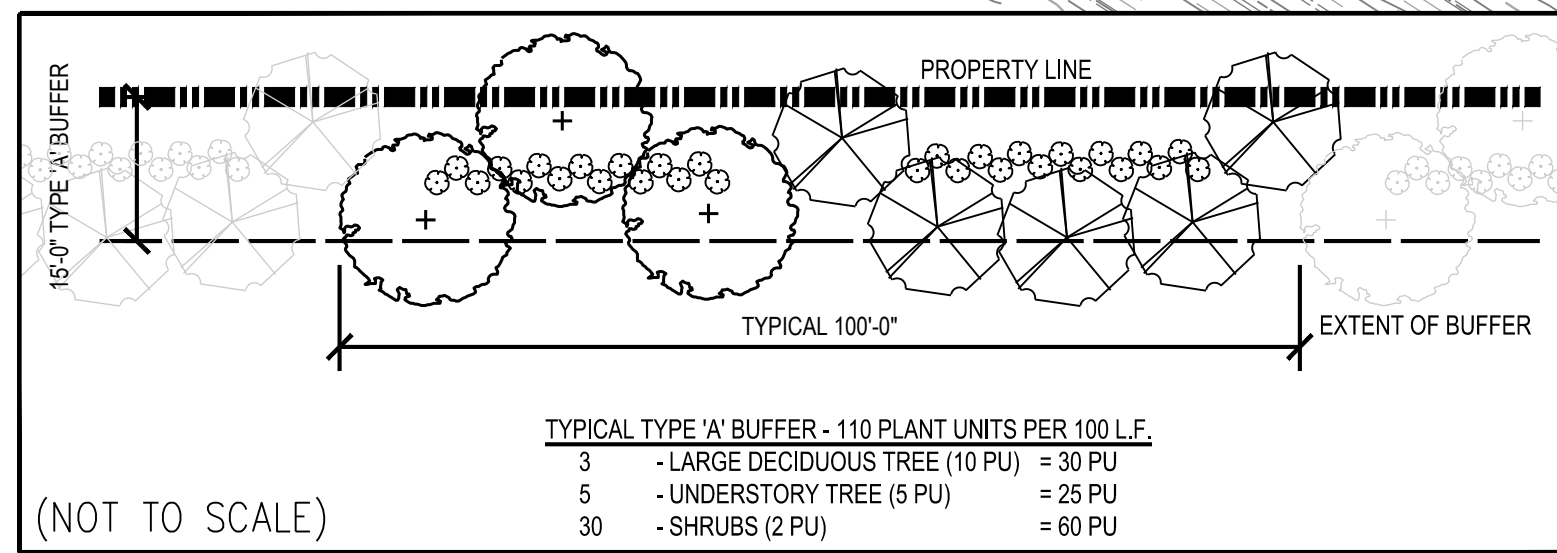 PROPERTY LINE
15'-0" TYPE 'A' BUFFER
TYPICAL 100'-0"
EXTENT OF BUFFER
TYPICAL TYPE 'A' BUFFER - 110 PLANT UNITS PER 100 L.F.
3 - LARGE DECIDUOUS TREE (10 PU) = 30 PU
5 - UNDERSTORY TREE (5 PU) = 25 PU
30 - SHRUBS (2 PU) = 60 PU
(NOT TO SCALE)